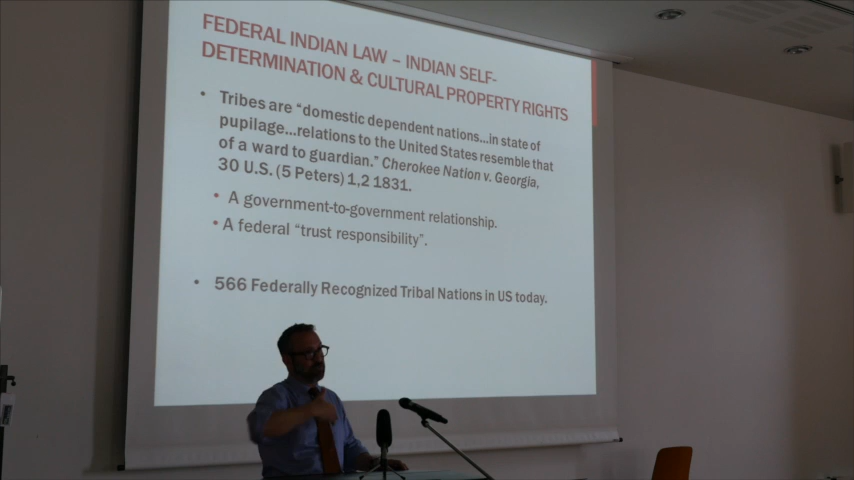 FEDERAL INDIAN LAW – INDIAN SELF-
DETERMINATION & CULTURAL PROPERTY RIGHTS
• Tribes are “domestic dependent nations...in state of
pupilage...relations to the United States resemble that
of a ward to guardian.” Cherokee Nation v. Georgia,
30 U.S. (5 Peters) 1,2 1831.
• A government-to-government relationship.
• A federal “trust responsibility”.
• 566 Federally Recognized Tribal Nations in US today.